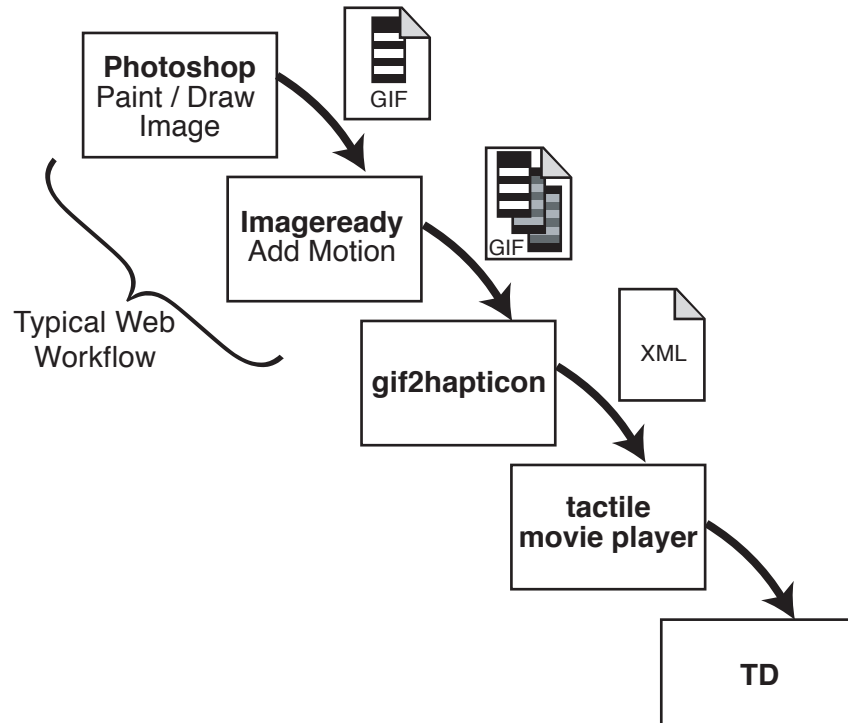 Photoshop
Paint / Draw
Image
GIF
Imageready
Add Motion
GIF
Typical Web
Workflow
gif2hapticon
XML
tactile
movie player
TD